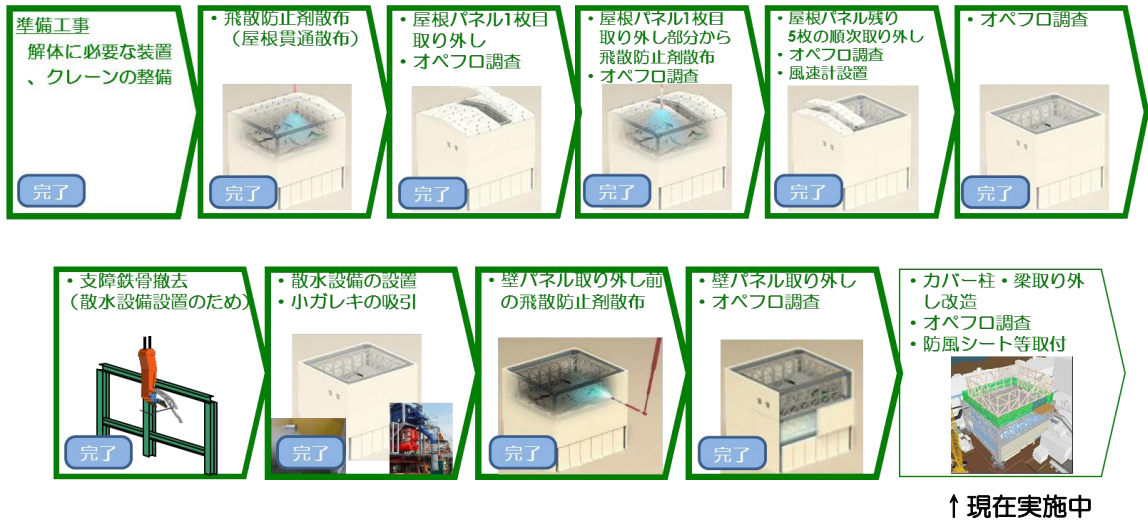 準備工事
解体に必要な装置
、クレーンの整備
完了
・飛散防止剤散布
（屋根貫通散布）
完了
・屋根パネル1枚目
取り外し
・オペフロ調査
完了
・屋根パネル1枚目
取り外し部分から
飛散防止剤散布
・オペフロ調査
完了
・屋根パネル残り
5枚の順次取り外し
・オペフロ調査
・風速計設置
完了
・オペフロ調査
完了
・支障鉄骨撤去
（散水設備設置のため）
完了
・散水設備の設置
・小ガレキの吸引
完了
・壁パネル取り外し前
の飛散防止剤散布
完了
・壁パネル取り外し
・オペフロ調査
完了
・カバー柱・梁取り外
し改造
・オペフロ調査
・防風シート等取付
↑現在実施中